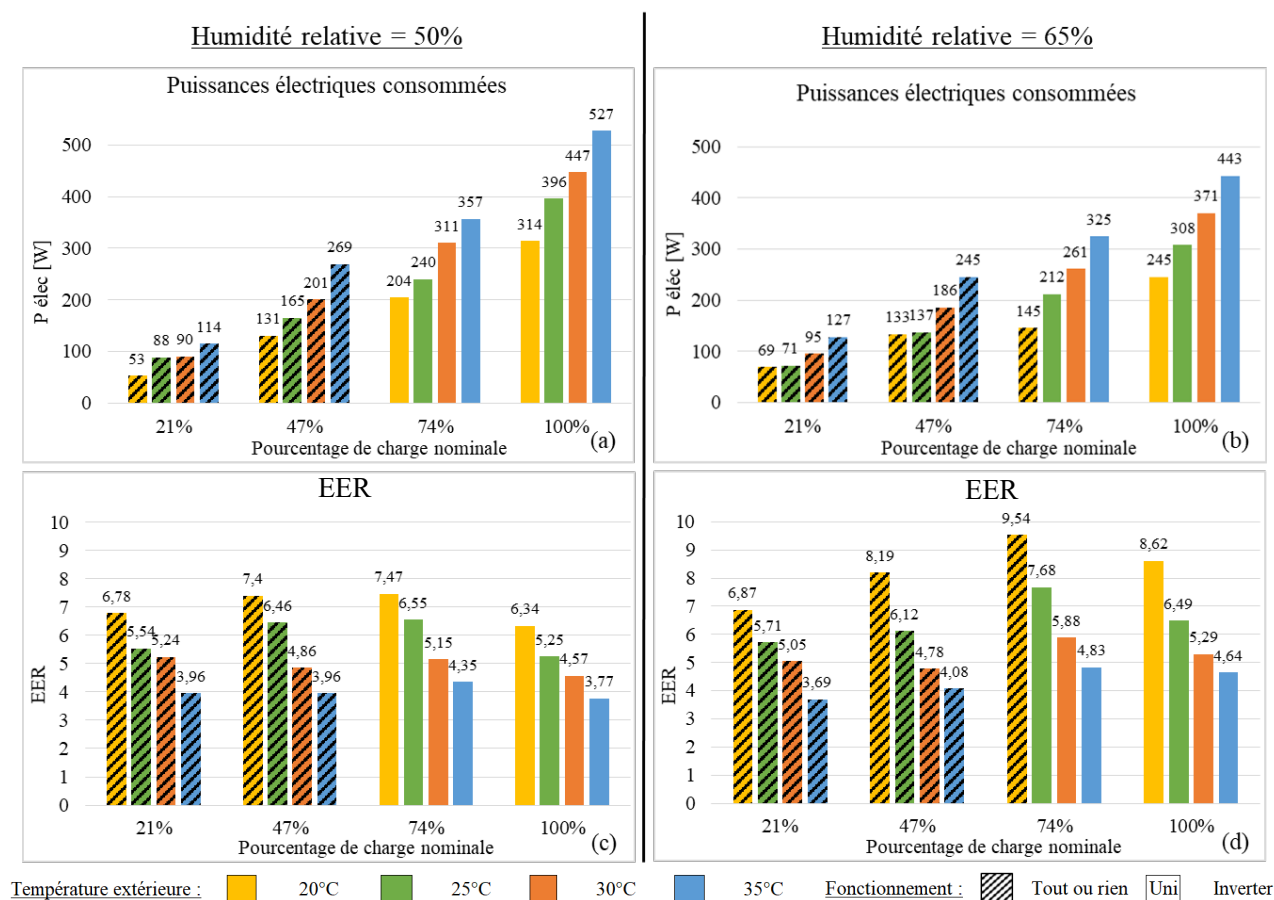 Humidité relative = 50%
Humidité relative = 65%
Puissances électriques consommées
P élec [W]
500
400
300
200
100
0
53 88 90 114
131 165 201 269
204 240 311 357
314 396 447 527
21% 47% 74% 100%
Pourcentage de charge nominale
(a)
Puissances électriques consommées
P éléc [W]
500
400
300
200
100
0
69 71 95 127
133 137 186 245
145 212 261 325
245 308 371 443
21% 47% 74% 100%
Pourcentage de charge nominale
(b)
EER
EER
10
9
8
7
6
5
4
3
2
1
0
6,78 5,54 5,24 3,96
7,4 6,46 4,86 3,96
7,47 6,55 5,15 4,35
6,34 5,25 4,57 3,77
21% 47% 74% 100%
Pourcentage de charge nominale
(c)
EER
EER
10
9
8
7
6
5
4
3
2
1
0
6,87 5,71 5,05 3,69
8,19 6,12 4,78 4,08
9,54 7,68 5,88 4,83
8,62 6,49 5,29 4,64
21% 47% 74% 100%
Pourcentage de charge nominale
(d)
Température extérieure : 20°C 25°C 30°C 35°C Fonctionnement : Tout ou rien Uni Inverter